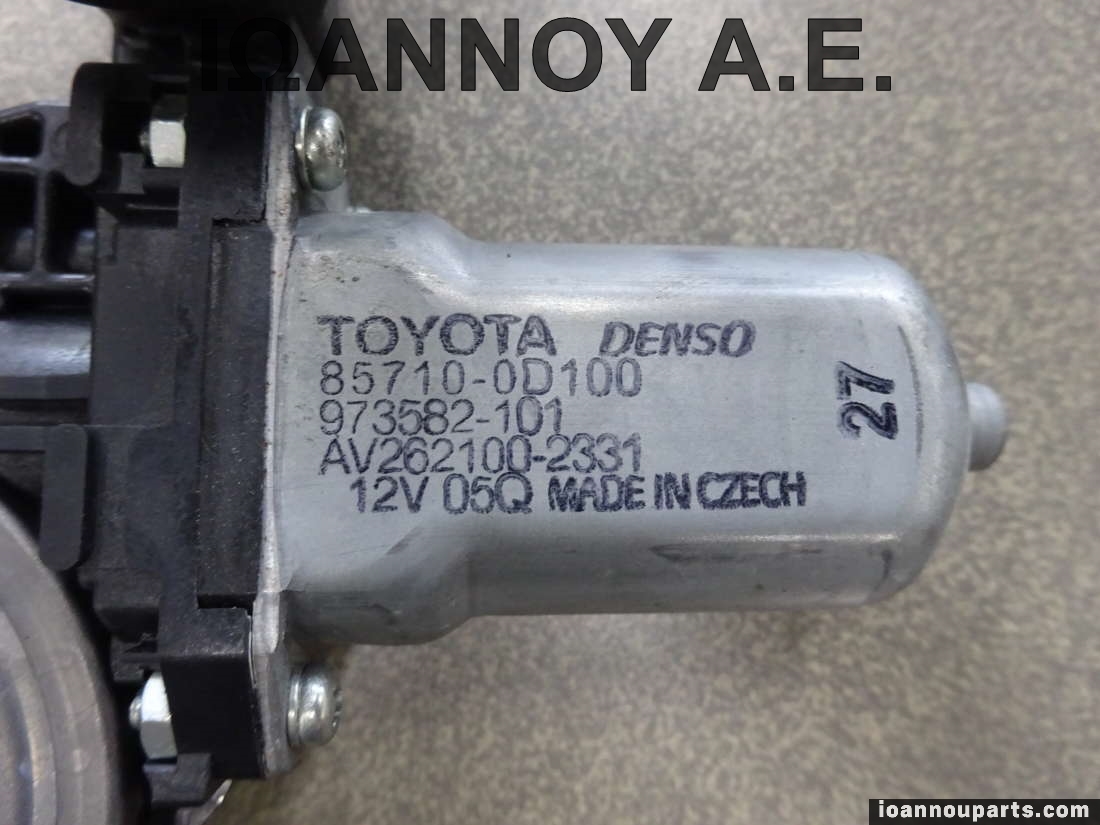 ΙΩΑΝΝΟΥ Α.Ε.
TOYOTA DENSO
85710-0D100
973582-101
AV262100-2331
12V 05Q MADE IN CZECH
27
ioannouparts.com